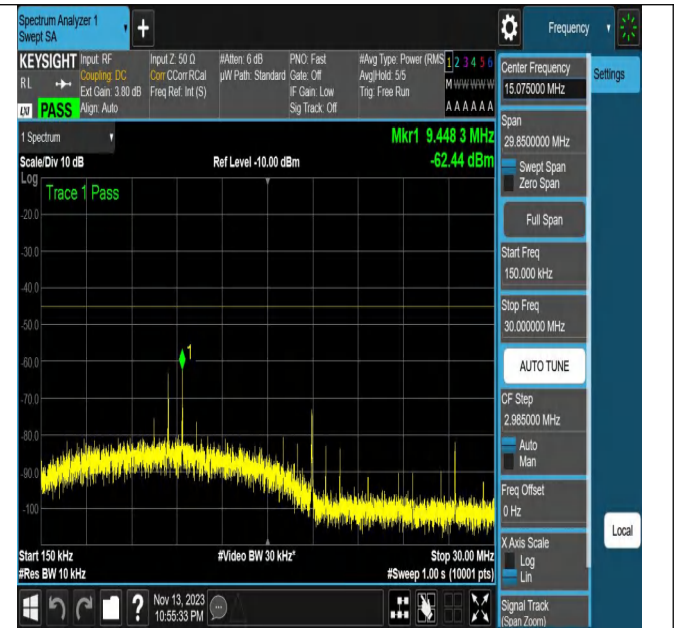 Spectrum Analyzer 1
Swept SA
+
Frequency
KEYSIGHT
RL
LXI
PASS
Input: RF
Coupling: DC
Ext Gain: 3.80 dB
Align: Auto
Input Z: 50 Ω
Corr CCorr RCal
Freq Ref: Int (S)
#Atten: 6 dB
µW Path: Standard
PNO: Fast
Gate: Off
IF Gain: Low
Sig Track: Off
#Avg Type: Power (RMS
Avg|Hold: 5/5
Trig: Free Run
1 2 3 4 5 6
M W W W W W
A A A A A A
1 Spectrum
Scale/Div 10 dB
Ref Level -10.00 dBm
Mkr1 9.448 3 MHz
-62.44 dBm
Log
Trace 1 Pass
-20.0
-30.0
-40.0
-50.0
-60.0
-70.0
-80.0
-90.0
-100
1
Start 150 kHz
#Res BW 10 kHz
#Video BW 30 kHz*
Stop 30.00 MHz
#Sweep 1.00 s (10001 pts)
?
Nov 13, 2023
10:55:33 PM
Center Frequency
15.075000 MHz
Settings
Span
29.8500000 MHz
Swept Span
Zero Span
Full Span
Start Freq
150.000 kHz
Stop Freq
30.000000 MHz
AUTO TUNE
CF Step
2.985000 MHz
Auto
Man
Freq Offset
0 Hz
Local
X Axis Scale
Log
Lin
Signal Track
(Span Zoom)